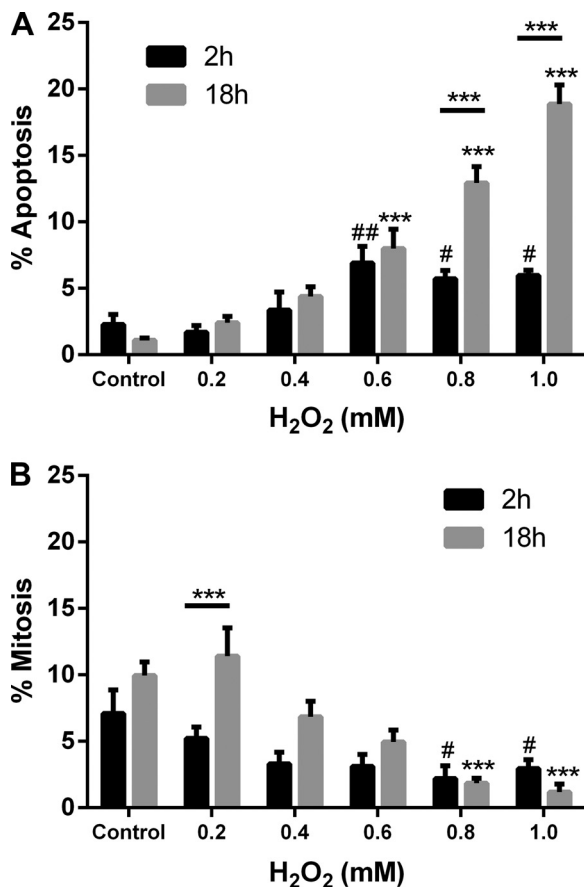 A
25
20
15
10
5
0
% Apoptosis
2h
18h
***
***
***
***
***
##
#
#
Control 0.2 0.4 0.6 0.8 1.0
H₂O₂ (mM)
B
25
20
15
10
5
0
% Mitosis
2h
18h
***
#
***
#
***
Control 0.2 0.4 0.6 0.8 1.0
H₂O₂ (mM)